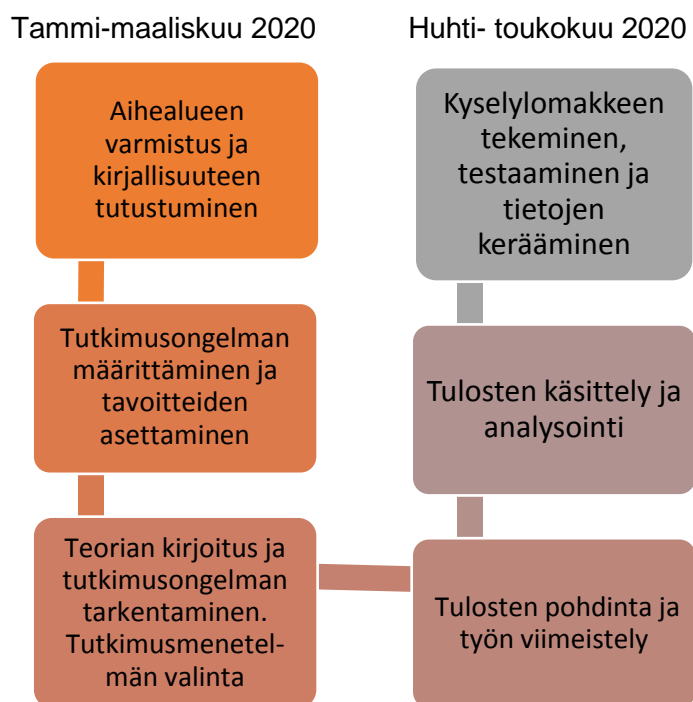 Tammi-maaliskuu 2020
Aihealueen
varmistus ja
kirjallisuuteen
tutustuminen
Tutkimusongelman
määrittäminen ja
tavoitteiden
asettaminen
Teorian kirjoitus ja
tutkimusongelman
tarkentaminen.
Tutkimusmenetel-
män valinta
Huhti- toukokuu 2020
Kyselylomakkeen
tekeminen,
testaaminen ja
tietojen
kerääminen
Tulosten käsittely ja
analysointi
Tulosten pohdinta ja
työn viimeistely